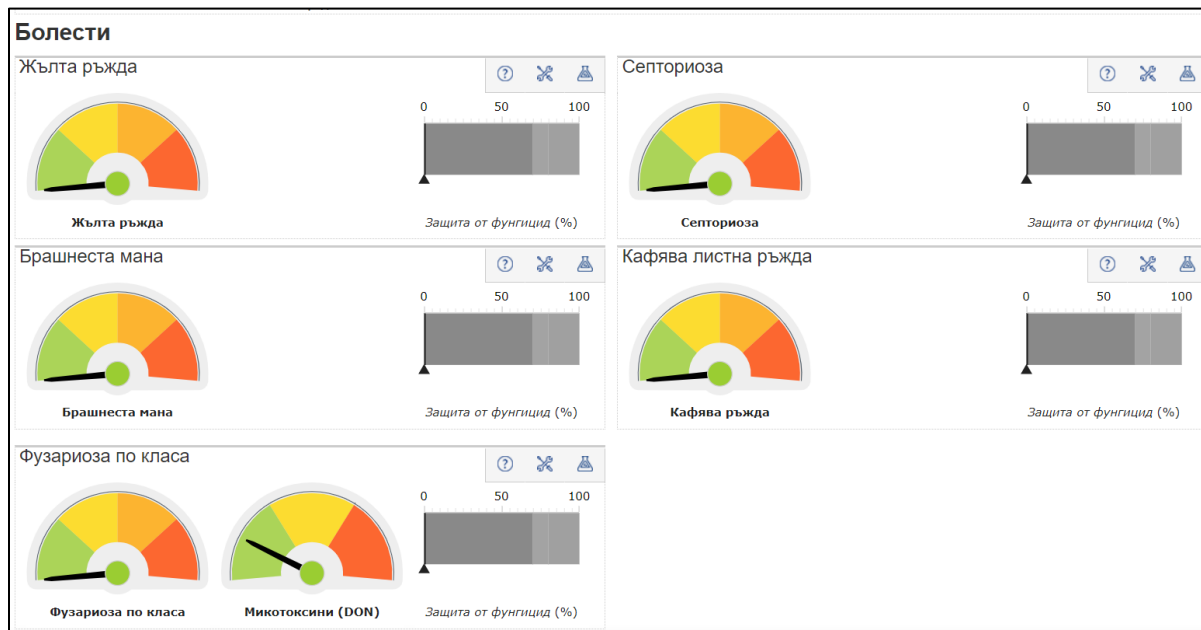 Болести
Жълта ръжда
0 50 100
Жълта ръжда
Защита от фунгицид (%)
Септориоза
0 50 100
Септориоза
Защита от фунгицид (%)
Брашнеста мана
0 50 100
Брашнеста мана
Защита от фунгицид (%)
Кафява листна ръжда
0 50 100
Кафява ръжда
Защита от фунгицид (%)
Фузариоза по класа
0 50 100
Фузариоза по класа
Микотоксини (DON)
Защита от фунгицид (%)